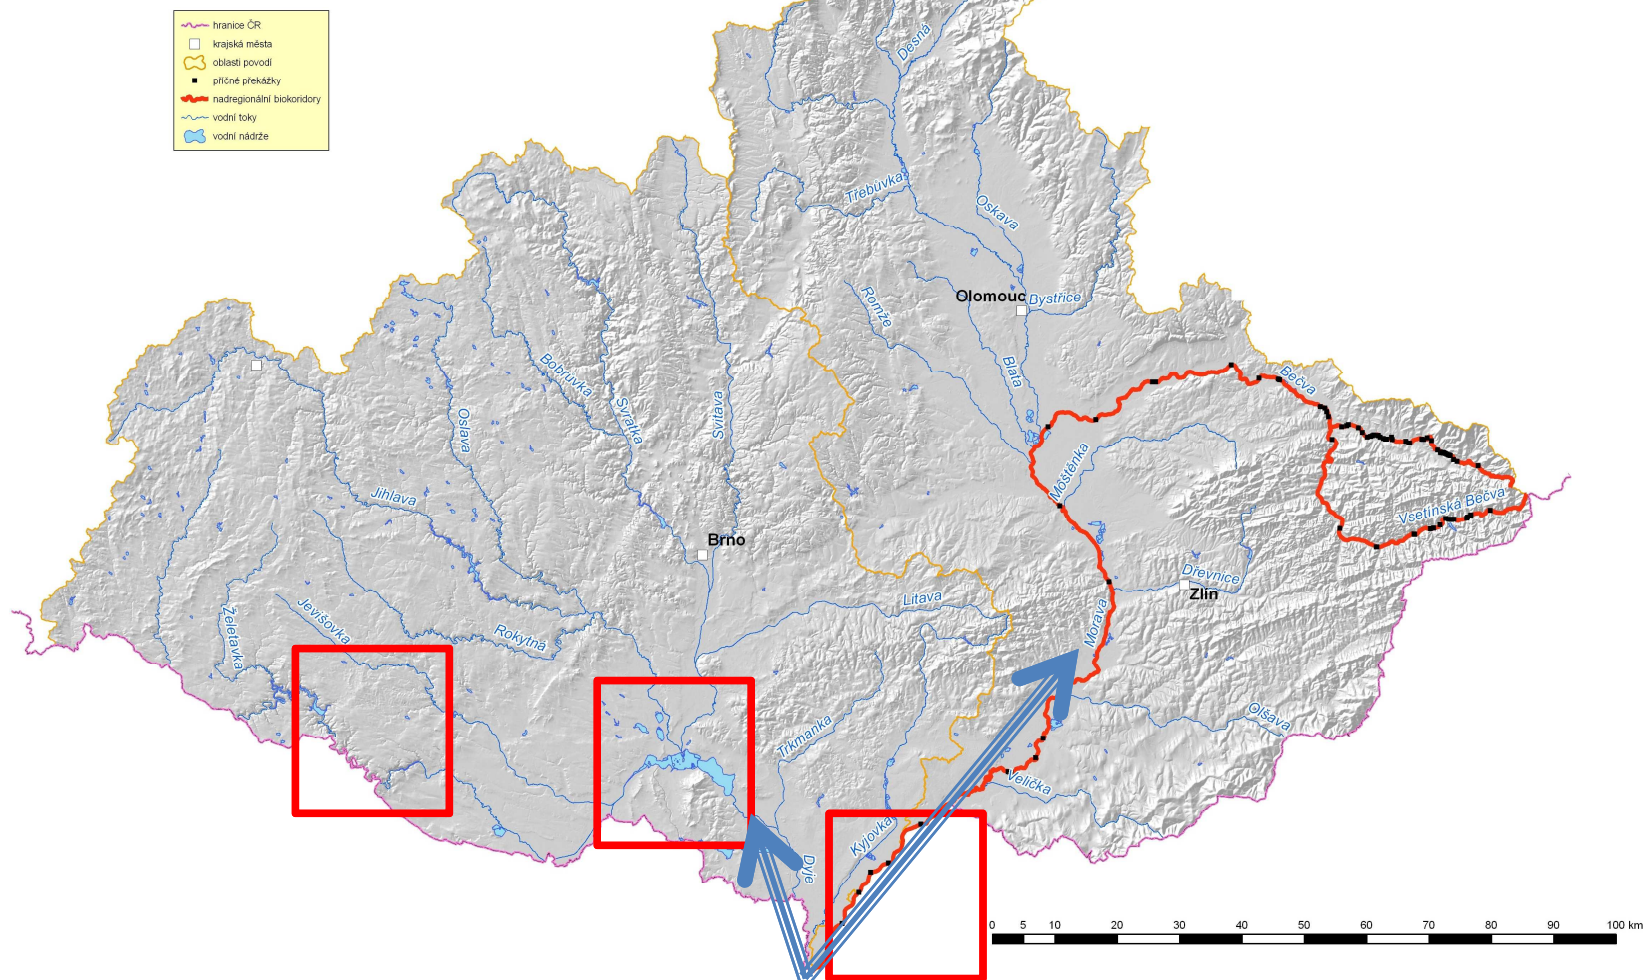 hranice ČR
krajská města
oblasti povodí
příčné překážky
nadregionální biokoridory
vodní toky
vodní nádrže
Desná
Třebůvka
Oskava
Olomouc
Bystřice
Romže
Blata
Bečva
Bobrůvka
Svratka
Svitava
Oslava
Moštěnka
Jihlava
Vsetínská Bečva
Brno
Dřevnice
Zlín
Litava
Morava
Želetavka
Jevišovka
Rokytná
Trkmanka
Olšava
Velička
Kyjovka
Dyje
0 5 10 20 30 40 50 60 70 80 90 100 km